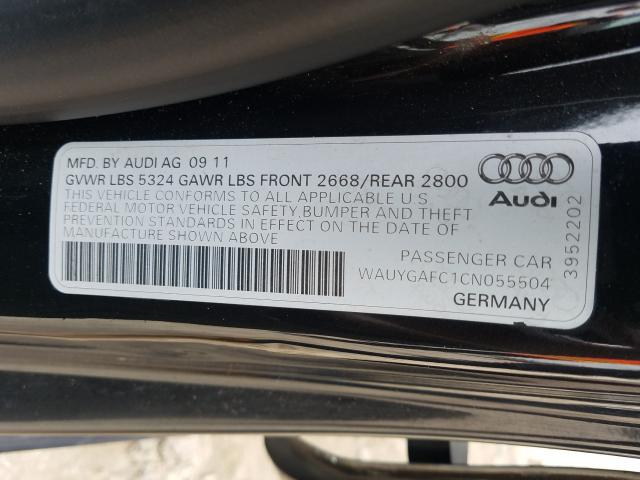 MFD. BY AUDI AG 09 11
GVWR LBS 5324 GAWR LBS FRONT 2668/REAR 2800
THIS VEHICLE CONFORMS TO ALL APPLICABLE U.S
FEDERAL MOTOR VEHICLE SAFETY,BUMPER AND THEFT
PREVENTION STANDARDS IN EFFECT ON THE DATE OF
MANUFACTURE SHOWN ABOVE
PASSENGER CAR
WAUYGAFC1CN055504
GERMANY
Audi
3952202